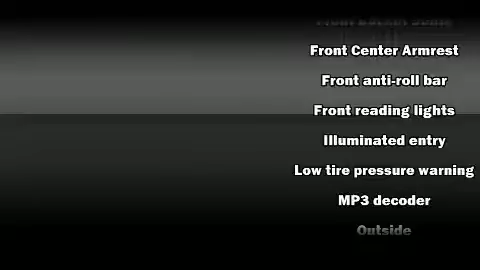 Front Center Armrest
Front anti-roll bar
Front reading lights
Illuminated entry
Low tire pressure warning
MP3 decoder
Outside